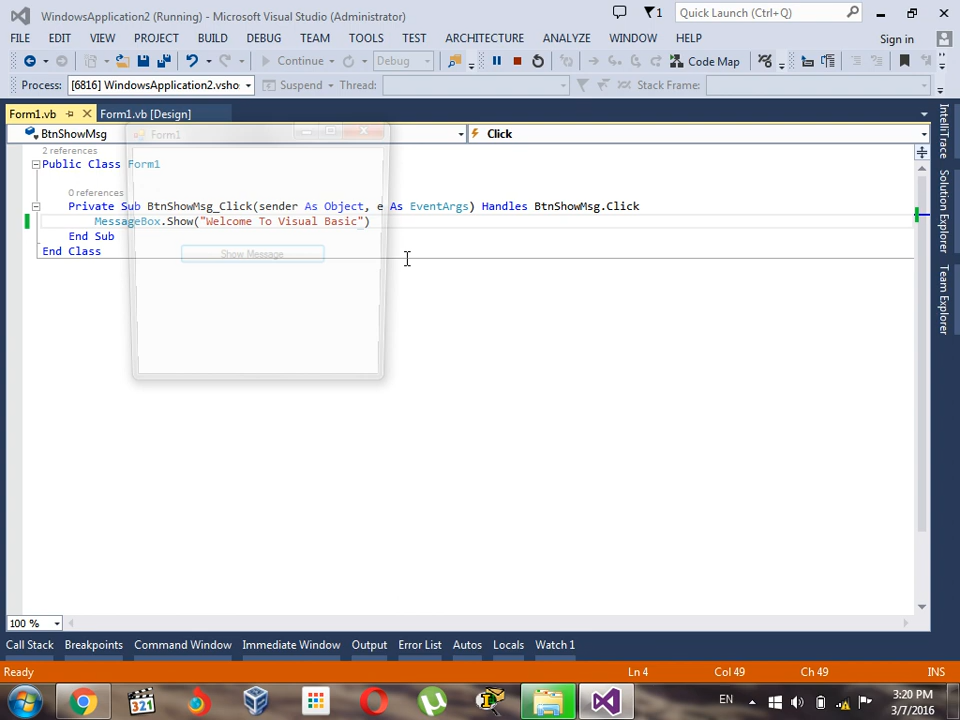 WindowsApplication2 (Running) - Microsoft Visual Studio (Administrator)
1
Quick Launch (Ctrl+Q)
FILE EDIT VIEW PROJECT BUILD DEBUG TEAM TOOLS TEST ARCHITECTURE ANALYZE WINDOW HELP Sign in
Continue Debug Code Map
Process: [6816] WindowsApplication2.vsho Suspend Thread: Stack Frame:
Form1.vb Form1.vb [Design]
BtnShowMsg Form1 Click
2 references
Public Class Form1
0 references
Private Sub BtnShowMsg_Click(sender As Object, e As EventArgs) Handles BtnShowMsg.Click
MessageBox.Show("Welcome To Visual Basic")
End Sub
End Class
Show Message
IntelliTrace
Solution Explorer
Team Explorer
100 %
Call Stack Breakpoints Command Window Immediate Window Output Error List Autos Locals Watch 1
Ready Ln 4 Col 49 Ch 49 INS
321
EN
3:20 PM
3/7/2016